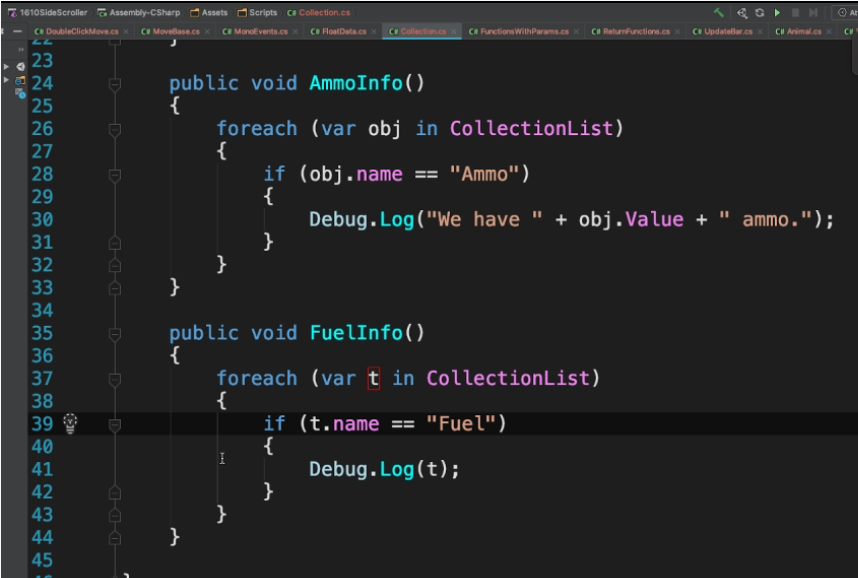 1610SideScroller Assembly-CSharp Assets Scripts C# Collection.cs
C# DoubleClickMove.cs × C# MoveBase.cs × C# MonoEvents.cs × C# FloatData.cs × C# Collection.cs × C# FunctionsWithParams.cs × C# ReturnFunctions.cs × C# UpdateBar.cs × C# Animal.cs × C#
22 }
23
24 public void AmmoInfo()
25 {
26 foreach (var obj in CollectionList)
27 {
28 if (obj.name == "Ammo")
29 {
30 Debug.Log("We have " + obj.Value + " ammo.");
31 }
32 }
33 }
34
35 public void FuelInfo()
36 {
37 foreach (var t in CollectionList)
38 {
39 if (t.name == "Fuel")
40 {
41 Debug.Log(t);
42 }
43 }
44 }
45